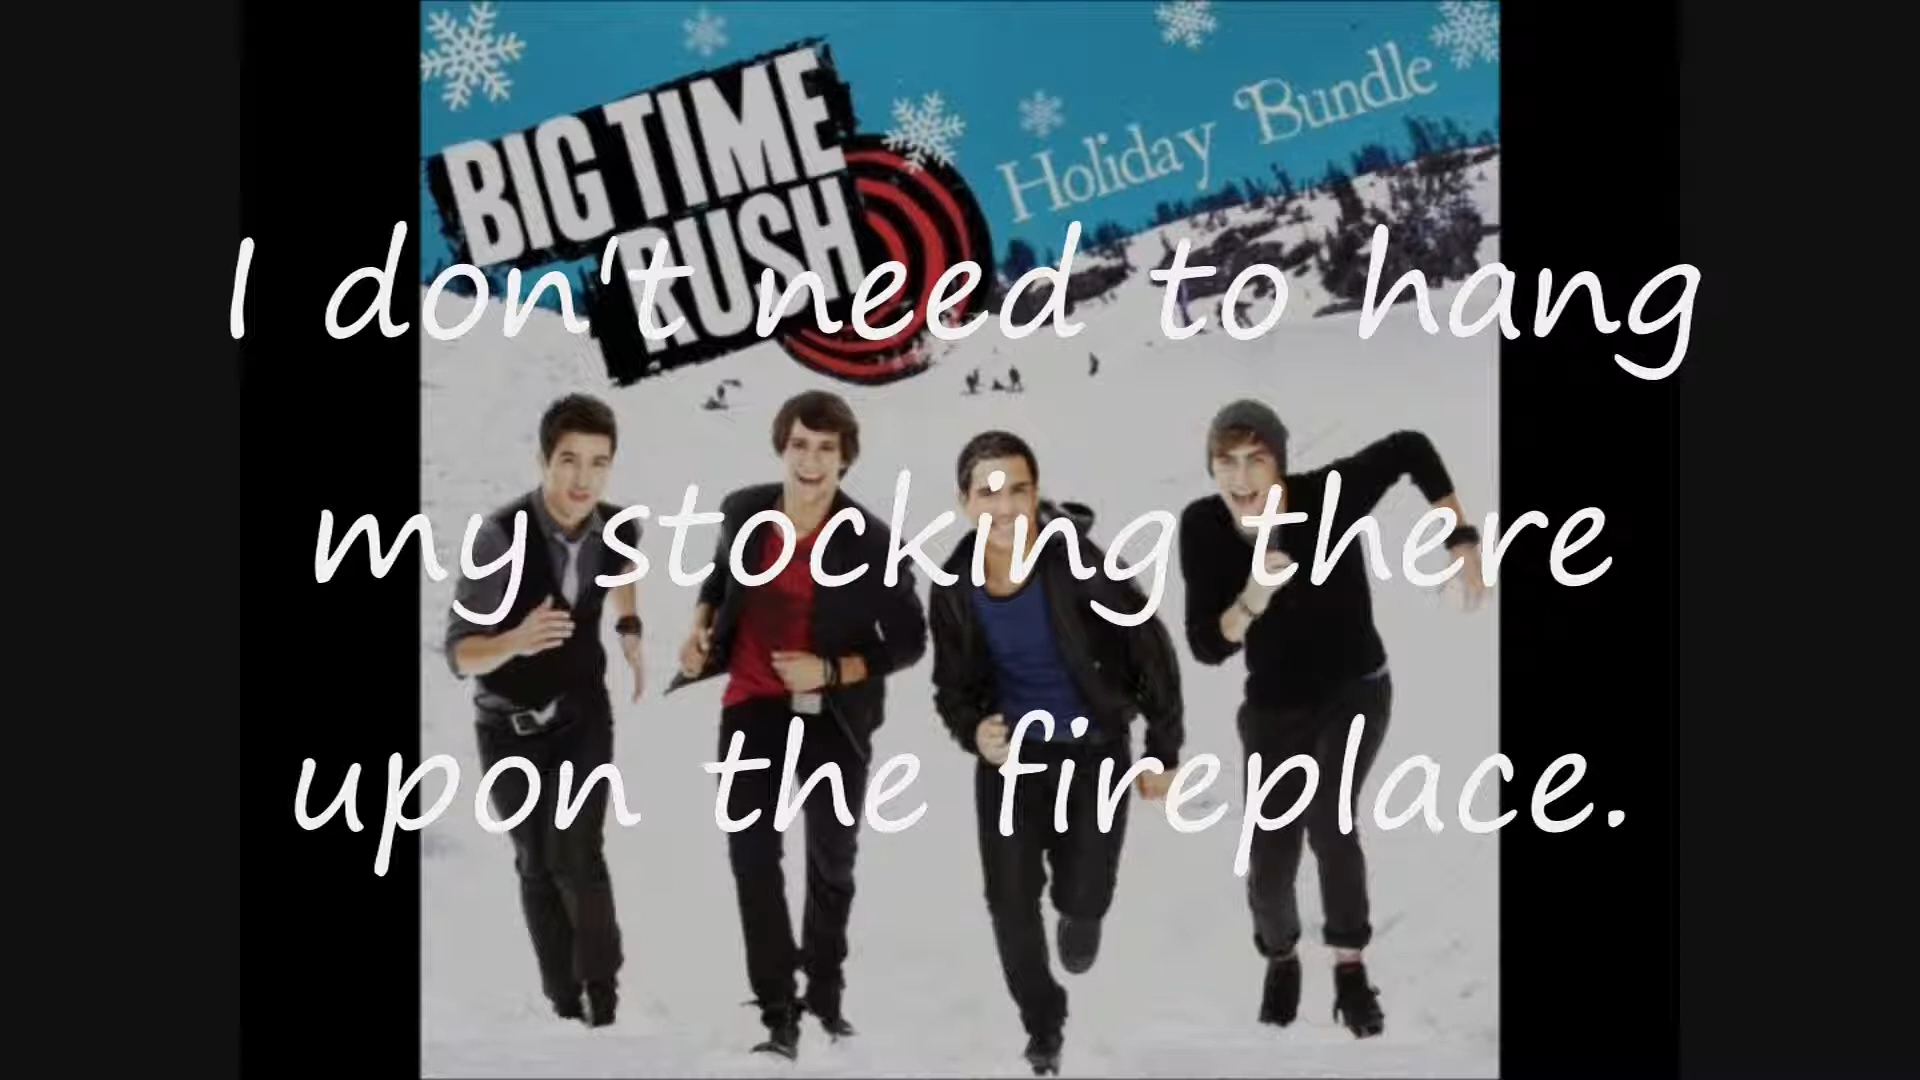 BIG TIME
RUSH
Holiday Bundle
I don't need to hang
my stocking there
upon the fireplace.